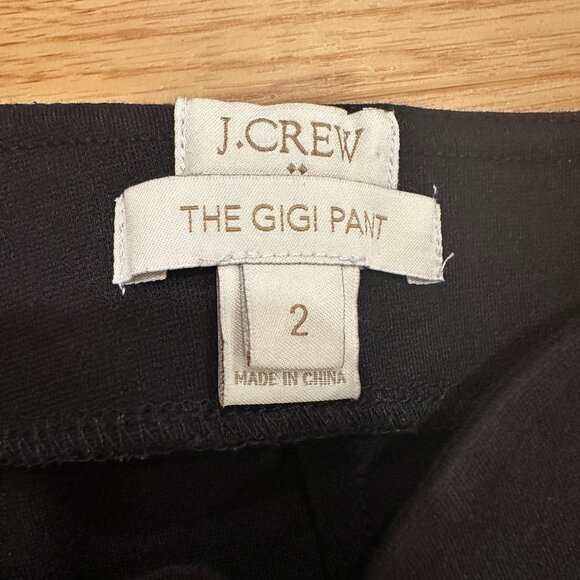 J.CREW
THE GIGI PANT
2
MADE IN CHINA